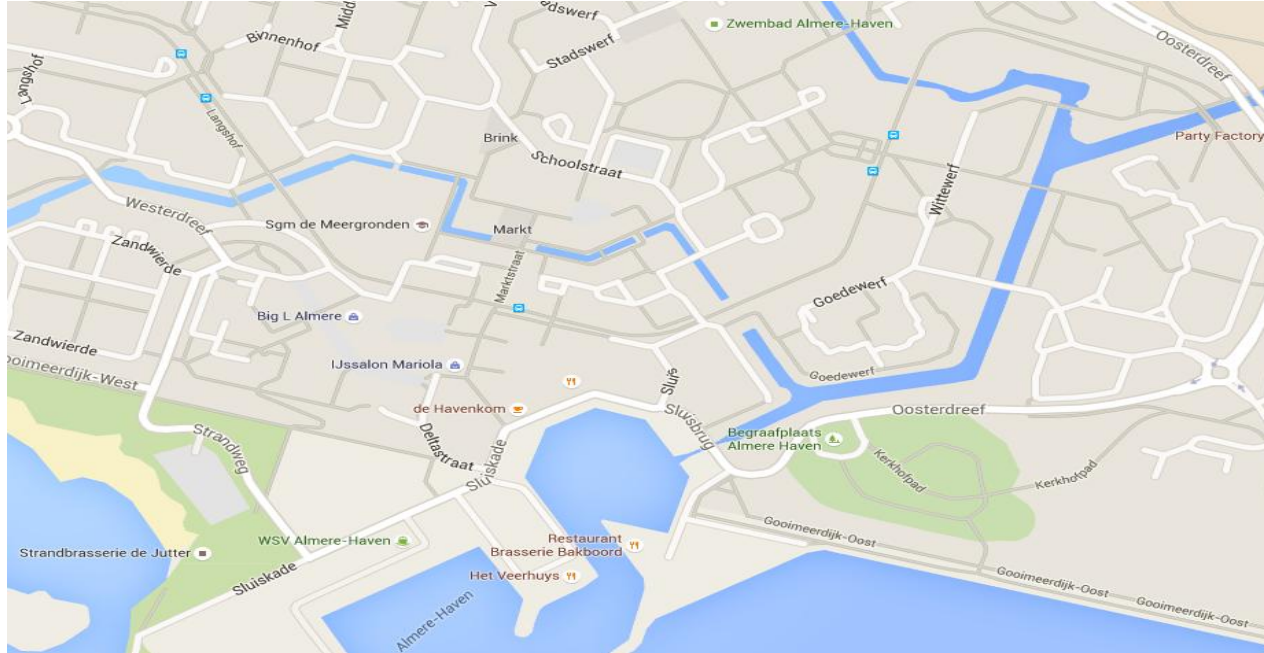 Zwembad Almere-Haven
adswerf
Stadswerf
Midd
Binnenhof
Oosterdreef
Langshof
Langshof
Brink
Schoolstraat
Party Factory
Wittewerf
Westerdreef
Sgm de Meergronden
Markt
Zandwierde
Marktstraat
Goedewerf
Big L Almere
Zandwierde
ooimeerdijk-West
IJssalon Mariola
Sluis
Goedewerf
de Havenkom
Sluisbrug
Oosterdreef
Deltastraat
Begraafplaats
Almere Haven
Strandweg
Sluiskade
Kerkhofpad
Kerkhofpad
Gooimeerdijk-Oost
WSV Almere-Haven
Restaurant
Brasserie Bakboord
Strandbrasserie de Jutter
Sluiskade
Het Veerhuys
Gooimeerdijk-Oost
Almere-Haven
Gooimeerdijk-Oost